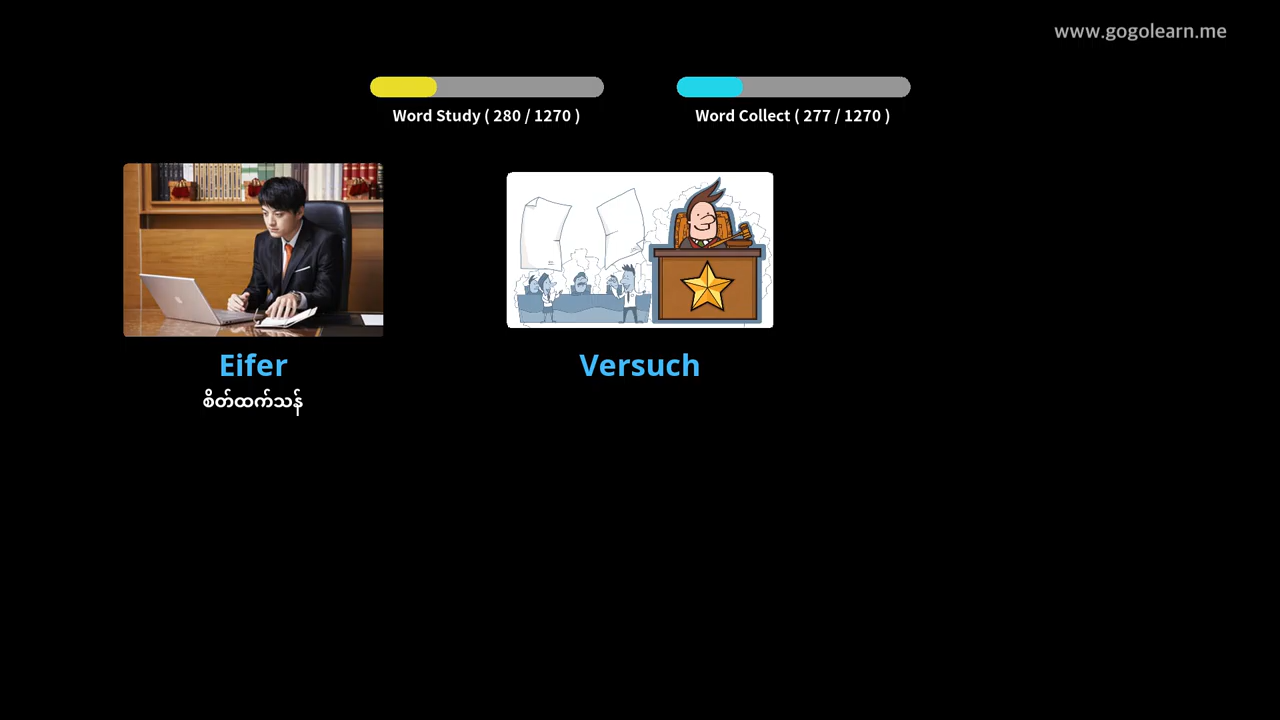 www.gogolearn.me
Word Study ( 280 / 1270 )
Word Collect ( 277 / 1270 )
Eifer
စိတ်ထက်သန်
Versuch